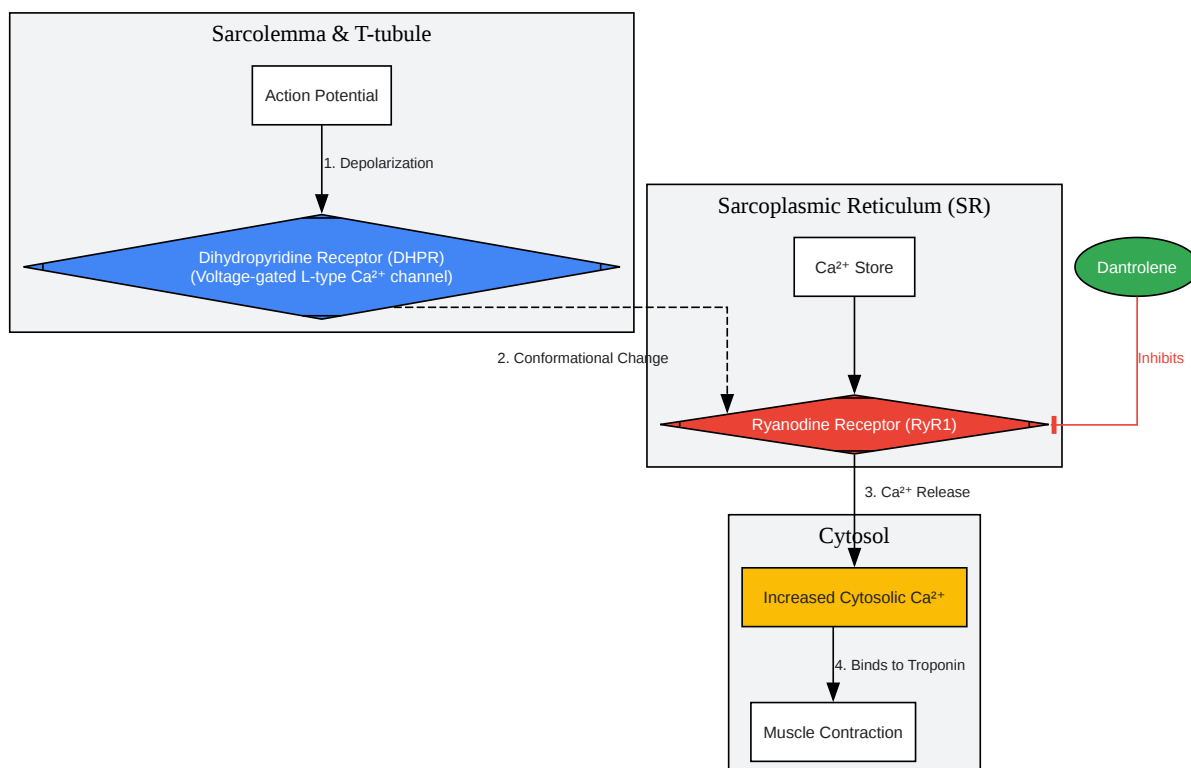 Sarcolemma & T-tubule
Action Potential
1. Depolarization
Dihydropyridine Receptor (DHPR)
(Voltage-gated L-type Ca²⁺ channel)
2. Conformational Change
Sarcoplasmic Reticulum (SR)
Ca²⁺ Store
Dantrolene
Inhibits
Ryanodine Receptor (RyR1)
3. Ca²⁺ Release
Cytosol
Increased Cytosolic Ca²⁺
4. Binds to Troponin
Muscle Contraction